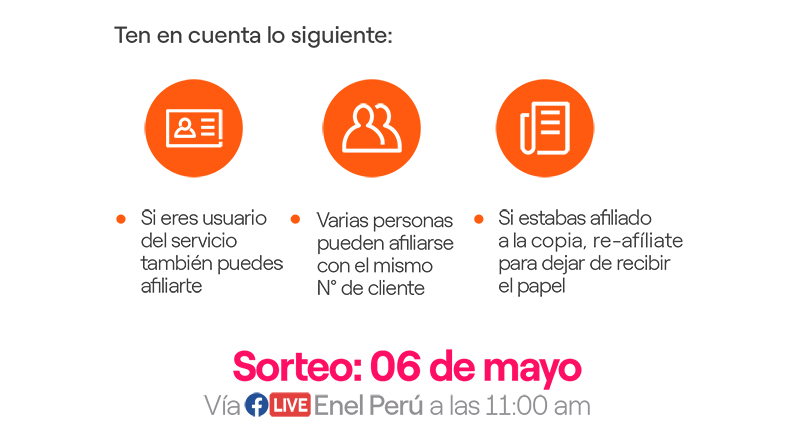 Ten en cuenta lo siguiente:
Si eres usuario
del servicio
también puedes
afiliarte
Varias personas
pueden afiliarse
con el mismo
N° de cliente
Si estabas afiliado
a la copia, re-afíliate
para dejar de recibir
el papel
Sorteo: 06 de mayo
Vía f LIVE Enel Perú a las 11:00 am